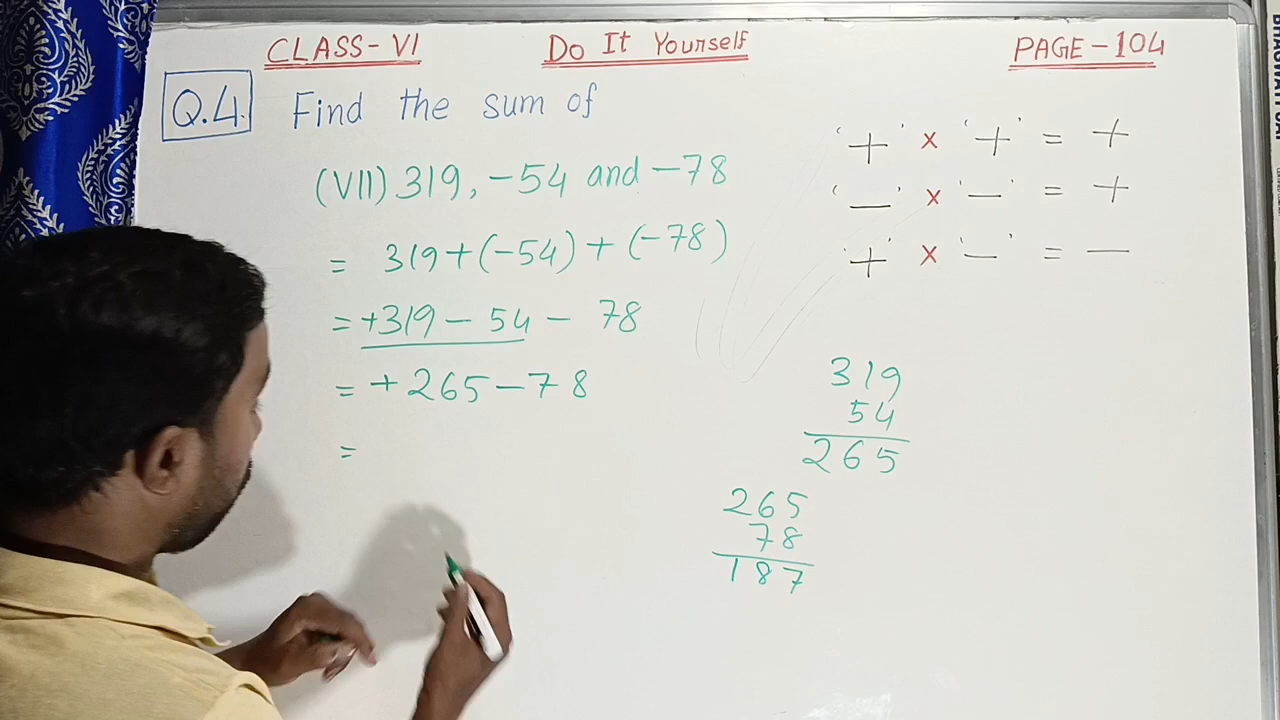 CLASS-VI Do It Yourself PAGE-104
Q.4. Find the sum of
(VII) 319, -54 and -78
= 319+(-54)+(-78)
= +319-54-78
= +265-78
=
'+' × '+' = +
'-' × '-' = +
'+' × '-' = -
319
54
265
265
78
187